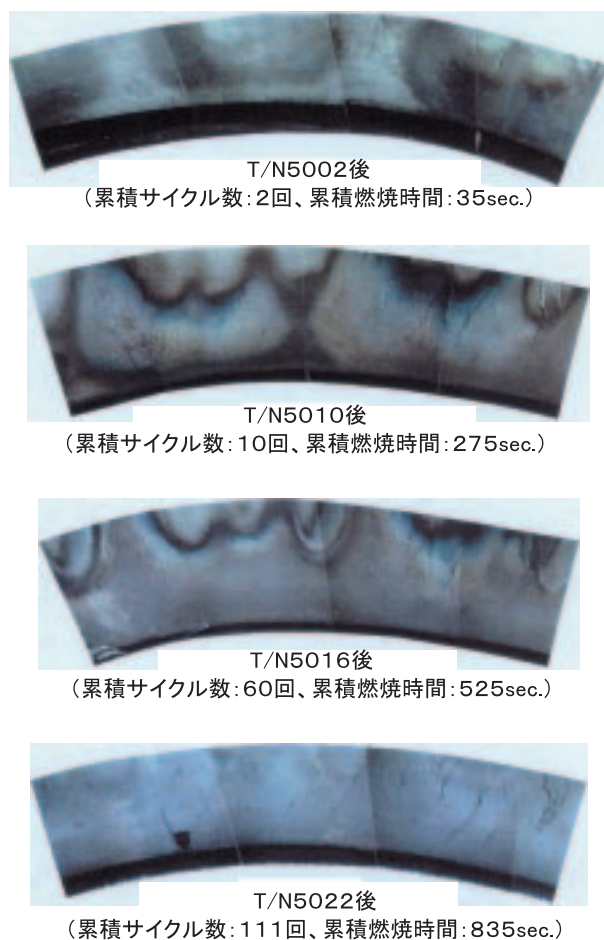 T/N5002後
(累積サイクル数:2回、累積燃焼時間:35sec.)
T/N5010後
(累積サイクル数:10回、累積燃焼時間:275sec.)
T/N5016後
(累積サイクル数:60回、累積燃焼時間:525sec.)
T/N5022後
(累積サイクル数:111回、累積燃焼時間:835sec.)